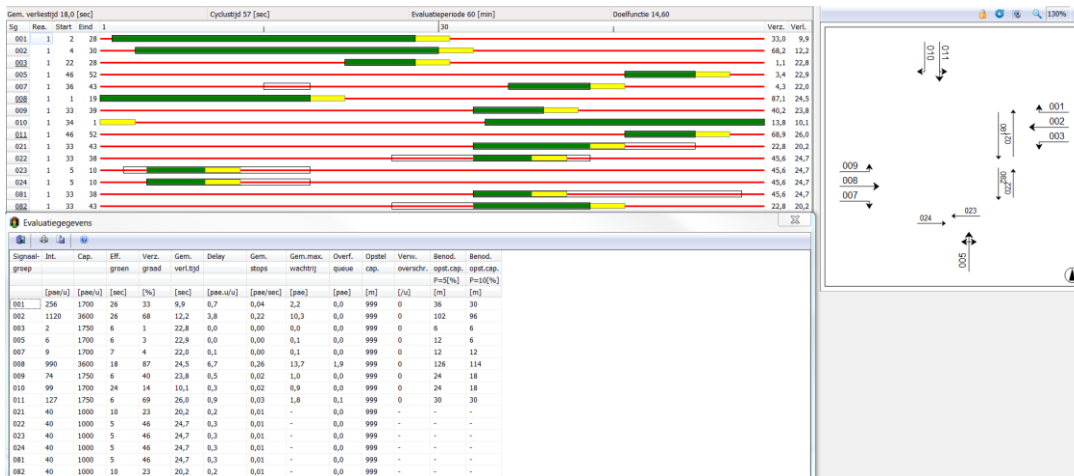 Gem. verliestijd 18,0 [sec] Cyclustijd 57 [sec] Evaluatieperiode 60 [min] Doelfunctie 14,60
Sg Rea. Start Eind 1 30 Verz. Verl.
001 1 2 28 33,0 9,9
002 1 4 30 68,2 12,2
003 1 22 28 1,1 22,8
005 1 46 52 3,4 22,9
007 1 36 43 4,3 22,0
008 1 1 19 87,1 24,5
009 1 33 39 40,2 23,8
010 1 34 1 13,8 10,1
011 1 46 52 68,9 26,0
021 1 33 43 22,8 20,2
022 1 33 38 45,6 24,7
023 1 5 10 45,6 24,7
024 1 5 10 45,6 24,7
081 1 33 38 45,6 24,7
082 1 33 43 22,8 20,2
130%
010 011
001
002
003
021 081
022 082
009
008
007
024 023
005
Evaluatiegegevens
Signaal- Int. Cap. Eff. Verz. Gem. Delay Gem. Gem.max. Overf. Opstel Verw. Benod. Benod.
groep groen graad verl.tijd stops wachtrij queue cap. overschr. opst.cap. opst.cap.
P=5[%] P=10[%]
[pae/u] [pae/u] [sec] [%] [sec] [pae.u/u] [pae/sec] [pae] [pae] [m] [/u] [m] [m]
001 256 1700 26 33 9,9 0,7 0,04 2,2 0,0 999 0 36 30
002 1120 3600 26 68 12,2 3,8 0,22 10,3 0,0 999 0 102 96
003 2 1750 6 1 22,8 0,0 0,00 0,0 0,0 999 0 6 6
005 6 1700 6 3 22,9 0,0 0,00 0,1 0,0 999 0 12 6
007 9 1700 7 4 22,0 0,1 0,00 0,1 0,0 999 0 12 12
008 990 3600 18 87 24,5 6,7 0,26 13,7 1,9 999 0 126 114
009 74 1750 6 40 23,8 0,5 0,02 1,0 0,0 999 0 24 18
010 99 1700 24 14 10,1 0,3 0,02 0,9 0,0 999 0 24 18
011 127 1750 6 69 26,0 0,9 0,03 1,8 0,1 999 0 30 30
021 40 1000 10 23 20,2 0,2 0,01 - 0,0 999 - - -
022 40 1000 5 46 24,7 0,3 0,01 - 0,0 999 - - -
023 40 1000 5 46 24,7 0,3 0,01 - 0,0 999 - - -
024 40 1000 5 46 24,7 0,3 0,01 - 0,0 999 - - -
081 40 1000 5 46 24,7 0,3 0,01 - 0,0 999 - - -
082 40 1000 10 23 20,2 0,2 0,01 - 0,0 999 - - -